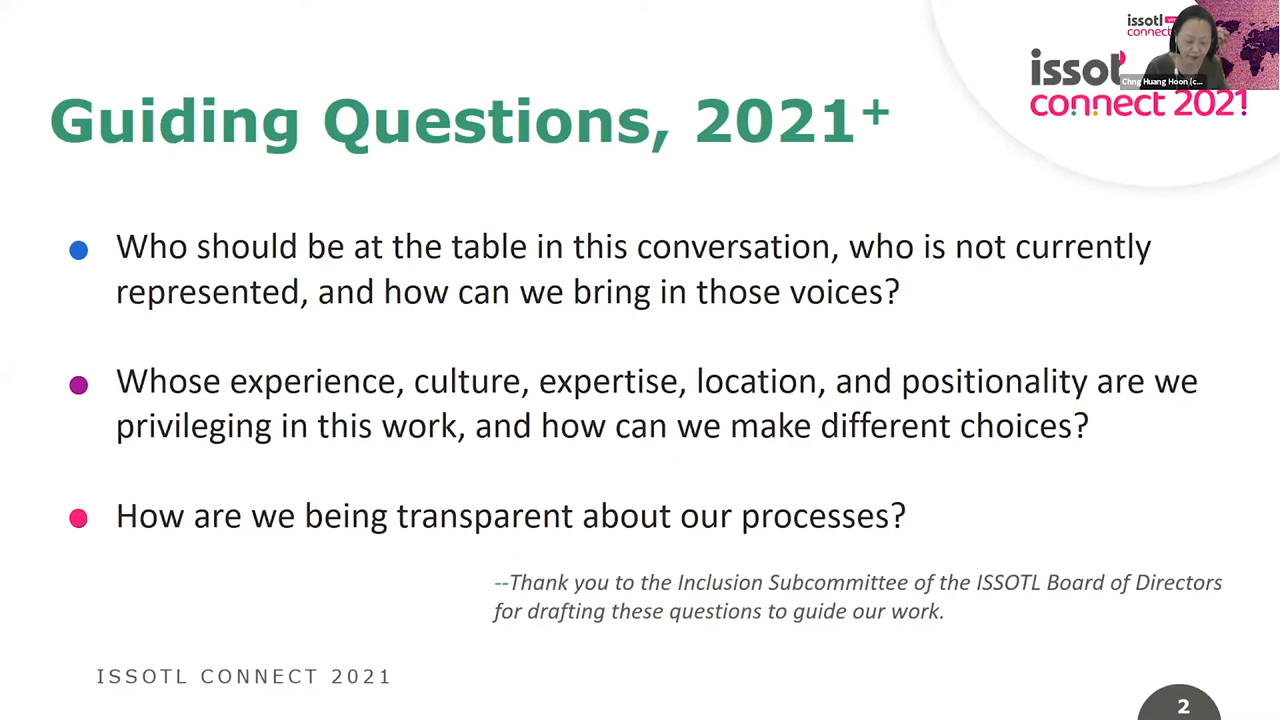 issotl
connect
issotl
Chng Huang Hoon (c...
connect 2021
Guiding Questions, 2021+
Who should be at the table in this conversation, who is not currently
represented, and how can we bring in those voices?
Whose experience, culture, expertise, location, and positionality are we
privileging in this work, and how can we make different choices?
How are we being transparent about our processes?
--Thank you to the Inclusion Subcommittee of the ISSOTL Board of Directors
for drafting these questions to guide our work.
ISSOTL CONNECT 2021
2